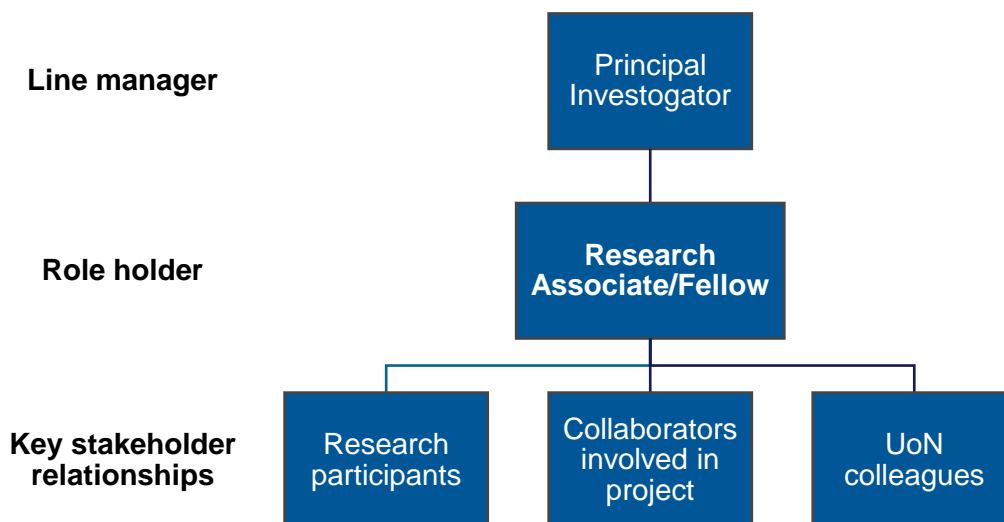 Line manager
Principal
Investogator
Role holder
Research
Associate/Fellow
Key stakeholder
relationships
Research
participants
Collaborators
involved in
project
UoN
colleagues